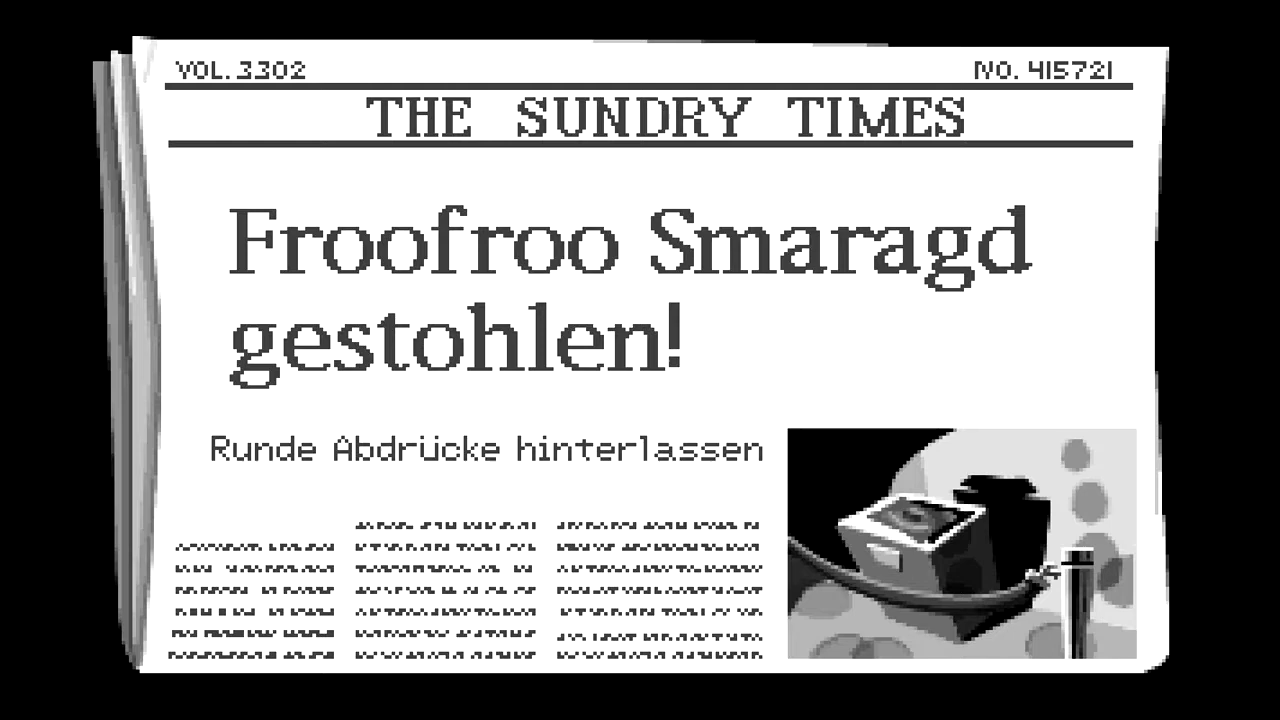 VOL. 3302
NO. 415721
THE SUNDRY TIMES
Froofroo Smaragd
gestohlen!
Runde Abdrücke hinterlassen